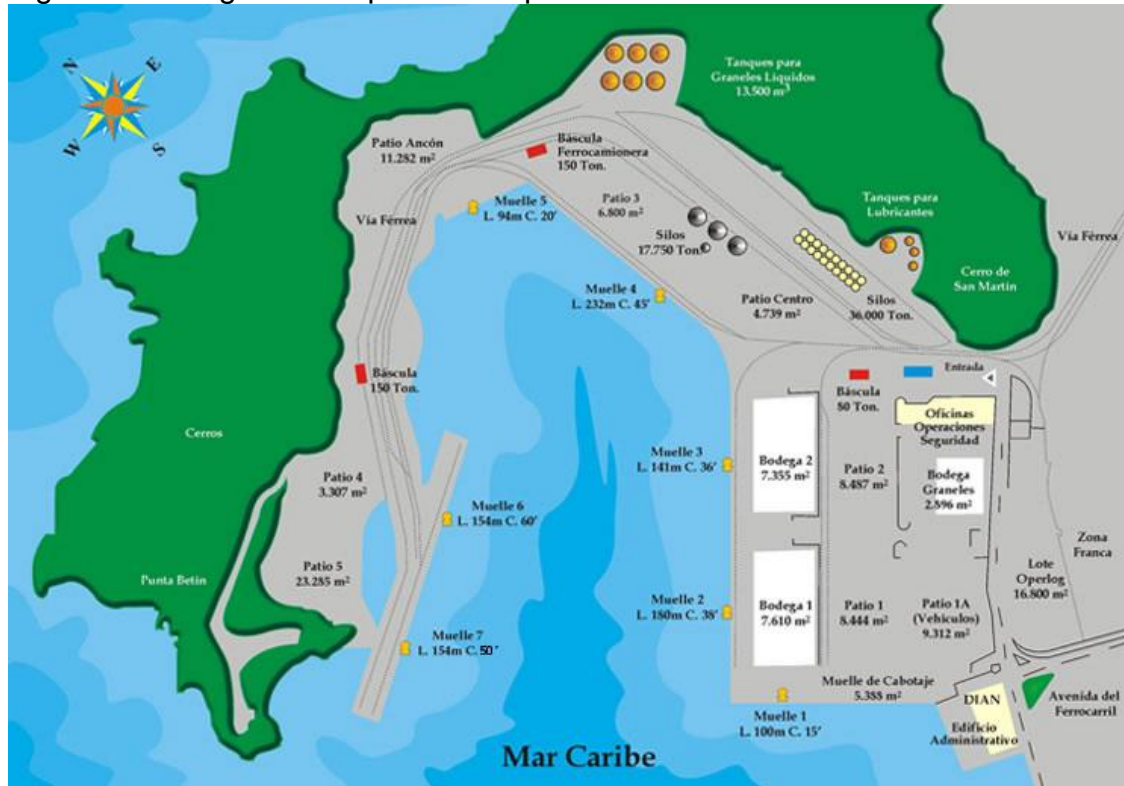 N
E
W
S
Tanques para
Graneles Líquidos
13.500 m³
Patio Ancón
11.282 m²
Báscula
Ferrocamionera
150 Ton.
Muelle 5
L. 94m C. 20'
Vía Férrea
Patio 3
6.800 m²
Silos
17.750 Ton.
Tanques para
Lubricantes
Vía Férrea
Cerro de
San Martín
Muelle 4
L. 232m C. 45'
Patio Centro
4.739 m²
Silos
36.000 Ton.
Báscula
150 Ton.
Entrada
Báscula
80 Ton.
Oficinas
Operaciones
Seguridad
Cerros
Muelle 3
L. 141m C. 36'
Bodega 2
7.355 m²
Patio 2
8.487 m²
Bodega
Graneles
2.896 m²
Patio 4
3.307 m²
Muelle 6
L. 154m C. 60'
Zona
Franca
Lote
Operlog
16.800 m²
Punta Betín
Patio 5
23.285 m²
Muelle 2
L. 180m C. 38'
Bodega 1
7.610 m²
Patio 1
8.444 m²
Patio 1A
(Vehículos)
9.312 m²
Muelle 7
L. 154m C. 50'
Muelle de Cabotaje
5.388 m²
Muelle 1
L. 100m C. 15'
DIAN
Edificio
Administrativo
Avenida del
Ferrocarril
Mar Caribe